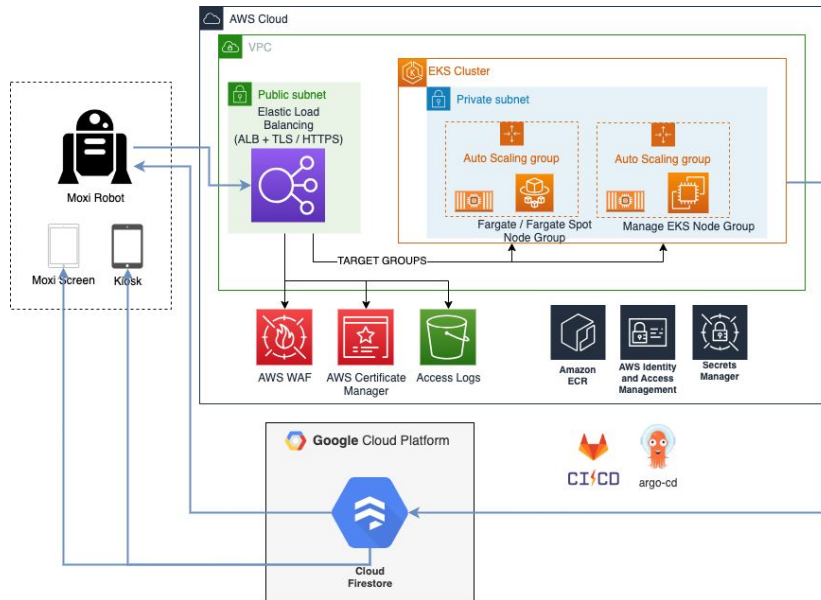 AWS Cloud
VPC
EKS Cluster
Public subnet
Private subnet
Elastic Load
Balancing
(ALB + TLS / HTTPS)
Auto Scaling group
Auto Scaling group
Moxi Robot
Fargate / Fargate Spot
Node Group
Manage EKS Node Group
TARGET GROUPS
Moxi Screen
Kiosk
AWS WAF
AWS Certificate
Manager
Access Logs
Amazon
ECR
AWS Identity
and Access
Management
Secrets
Manager
Google Cloud Platform
CI/CD
argo-cd
Cloud
Firestore